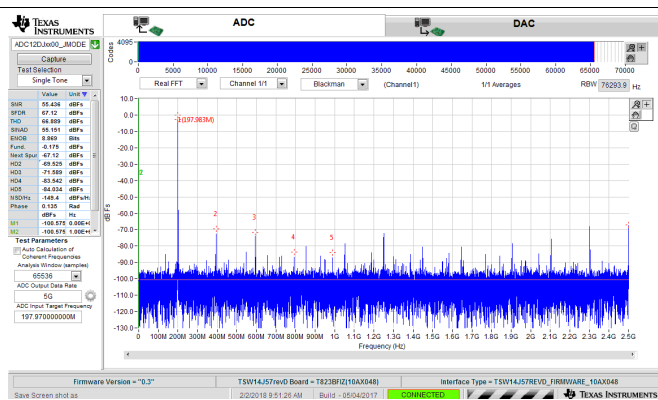 TEXAS
INSTRUMENTS
ADC
DAC
ADC12DJxx00_JMODE
Capture
Test Selection
Single Tone
Value Unit
SNR 55.436 dBFs
SFDR 67.12 dBFs
THD 66.889 dBFs
SINAD 55.151 dBFs
ENOB 8.869 Bits
Fund. -0.175 dBFs
Next Spur -67.12 dBFs
HD2 -69.525 dBFs
HD3 -71.589 dBFs
HD4 -83.542 dBFs
HD5 -84.034 dBFs
NSD/Hz -149.4 dBFs/Hz
Phase 0.135 Rad
dBFs Hz
M1 -100.575 0.00E+
M2 -100.575 1.00E+
Test Parameters
Auto Calculation of
Coherent Frequencies
Analysis Window (samples)
65536
ADC Output Data
Rate
5G
ADC Input Target Frequency
197.970000000M
Codes
4095
0
0 5000 10000 15000 20000 25000 30000 35000 40000 45000 50000 55000 60000 65000 70000
Real FFT Channel 1/1 Blackman (Channel1) 1/1 Averages RBW 76293.9 Hz
dBFs
10.0
0.0
-10.0
-20.0
-30.0
-40.0
-50.0
-60.0
-70.0
-80.0
-90.0
-100.0
-110.0
-120.0
-130.0
1(197.983M)
2
2
3
4
5
0 100M 200M 300M 400M 500M 600M 700M 800M 900M 1G 1.1G 1.2G 1.3G 1.4G 1.5G 1.6G 1.7G 1.8G 1.9G 2G 2.1G 2.2G 2.3G 2.4G 2.5G
Frequency (Hz)
Firmware Version = "0.3" TSW14J57revD Board = T823BFIZ(10AX048) Interface Type = TSW14J57REVD_FIRMWARE_10AX048
Save Screen shot as 2/2/2018 9:51:26 AM Build - 05/04/2017 CONNECTED TEXAS INSTRUMENTS